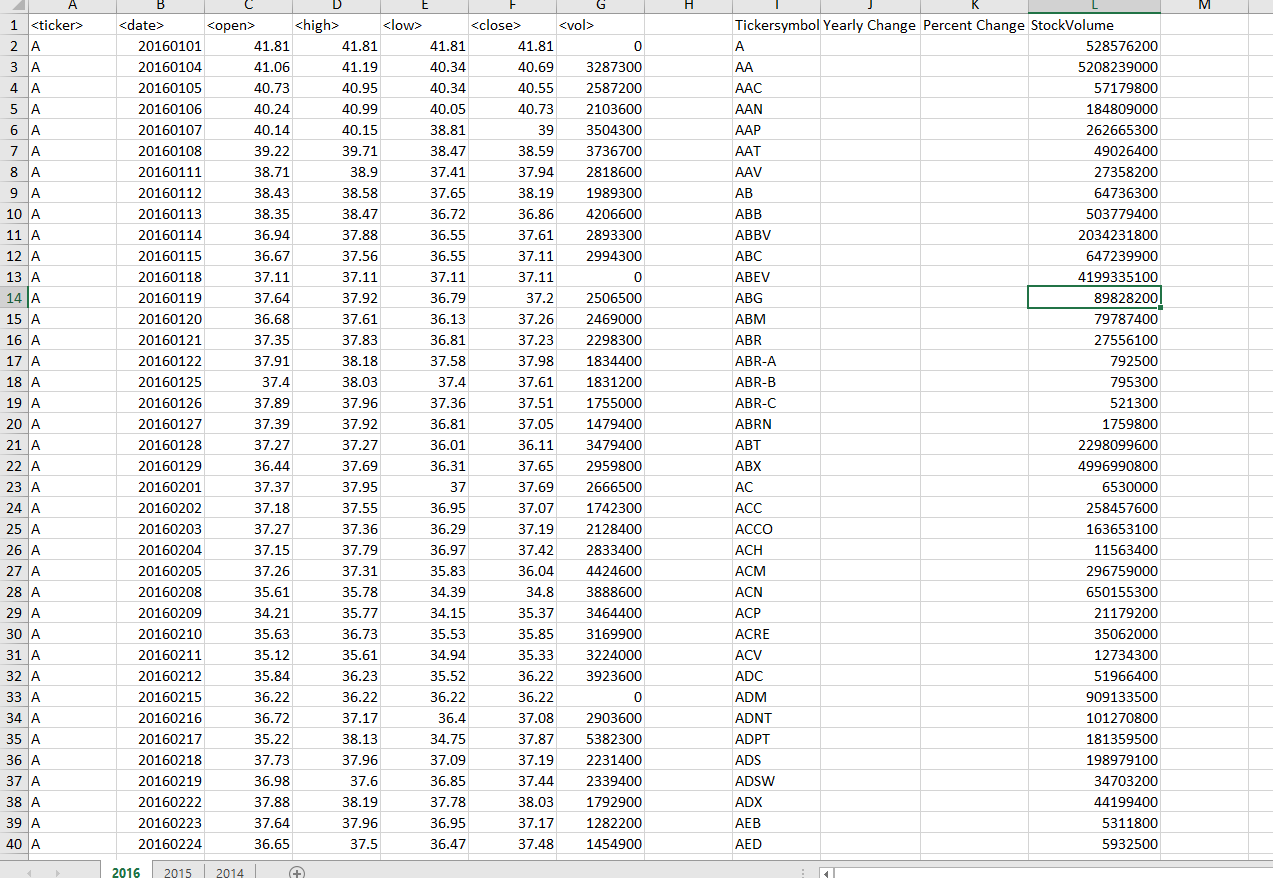 A B C D E F G H I J K L M
1 <ticker> <date> <open> <high> <low> <close> <vol> Tickersymbol Yearly Change Percent Change StockVolume
2 A 20160101 41.81 41.81 41.81 41.81 0 A 528576200
3 A 20160104 41.06 41.19 40.34 40.69 3287300 AA 5208239000
4 A 20160105 40.73 40.95 40.34 40.55 2587200 AAC 57179800
5 A 20160106 40.24 40.99 40.05 40.73 2103600 AAN 184809000
6 A 20160107 40.14 40.15 38.81 39 3504300 AAP 262665300
7 A 20160108 39.22 39.71 38.47 38.59 3736700 AAT 49026400
8 A 20160111 38.71 38.9 37.41 37.94 2818600 AAV 27358200
9 A 20160112 38.43 38.58 37.65 38.19 1989300 AB 64736300
10 A 20160113 38.35 38.47 36.72 36.86 4206600 ABB 503779400
11 A 20160114 36.94 37.88 36.55 37.61 2893300 ABBV 2034231800
12 A 20160115 36.67 37.56 36.55 37.11 2994300 ABC 647239900
13 A 20160118 37.11 37.11 37.11 37.11 0 ABEV 4199335100
14 A 20160119 37.64 37.92 36.79 37.2 2506500 ABG 89828200
15 A 20160120 36.68 37.61 36.13 37.26 2469000 ABM 79787400
16 A 20160121 37.35 37.83 36.81 37.23 2298300 ABR 27556100
17 A 20160122 37.91 38.18 37.58 37.98 1834400 ABR-A 792500
18 A 20160125 37.4 38.03 37.4 37.61 1831200 ABR-B 795300
19 A 20160126 37.89 37.96 37.36 37.51 1755000 ABR-C 521300
20 A 20160127 37.39 37.92 36.81 37.05 1479400 ABRN 1759800
21 A 20160128 37.27 37.27 36.01 36.11 3479400 ABT 2298099600
22 A 20160129 36.44 37.69 36.31 37.65 2959800 ABX 4996990800
23 A 20160201 37.37 37.95 37 37.69 2666500 AC 6530000
24 A 20160202 37.18 37.55 36.95 37.07 1742300 ACC 258457600
25 A 20160203 37.27 37.36 36.29 37.19 2128400 ACCO 163653100
26 A 20160204 37.15 37.79 36.97 37.42 2833400 ACH 11563400
27 A 20160205 37.26 37.31 35.83 36.04 4424600 ACM 296759000
28 A 20160208 35.61 35.78 34.39 34.8 3888600 ACN 650155300
29 A 20160209 34.21 35.77 34.15 35.37 3464400 ACP 21179200
30 A 20160210 35.63 36.73 35.53 35.85 3169900 ACRE 35062000
31 A 20160211 35.12 35.61 34.94 35.33 3224000 ACV 12734300
32 A 20160212 35.84 36.23 35.52 36.22 3923600 ADC 51966400
33 A 20160215 36.22 36.22 36.22 36.22 0 ADM 909133500
34 A 20160216 36.72 37.17 36.4 37.08 2903600 ADNT 101270800
35 A 20160217 35.22 38.13 34.75 37.87 5382300 ADPT 181359500
36 A 20160218 37.73 37.96 37.09 37.19 2231400 ADS 198979100
37 A 20160219 36.98 37.6 36.85 37.44 2339400 ADSW 34703200
38 A 20160222 37.88 38.19 37.78 38.03 1792900 ADX 44199400
39 A 20160223 37.64 37.96 36.95 37.17 1282200 AEB 5311800
40 A 20160224 36.65 37.5 36.47 37.48 1454900 AED 5932500
2016 2015 2014